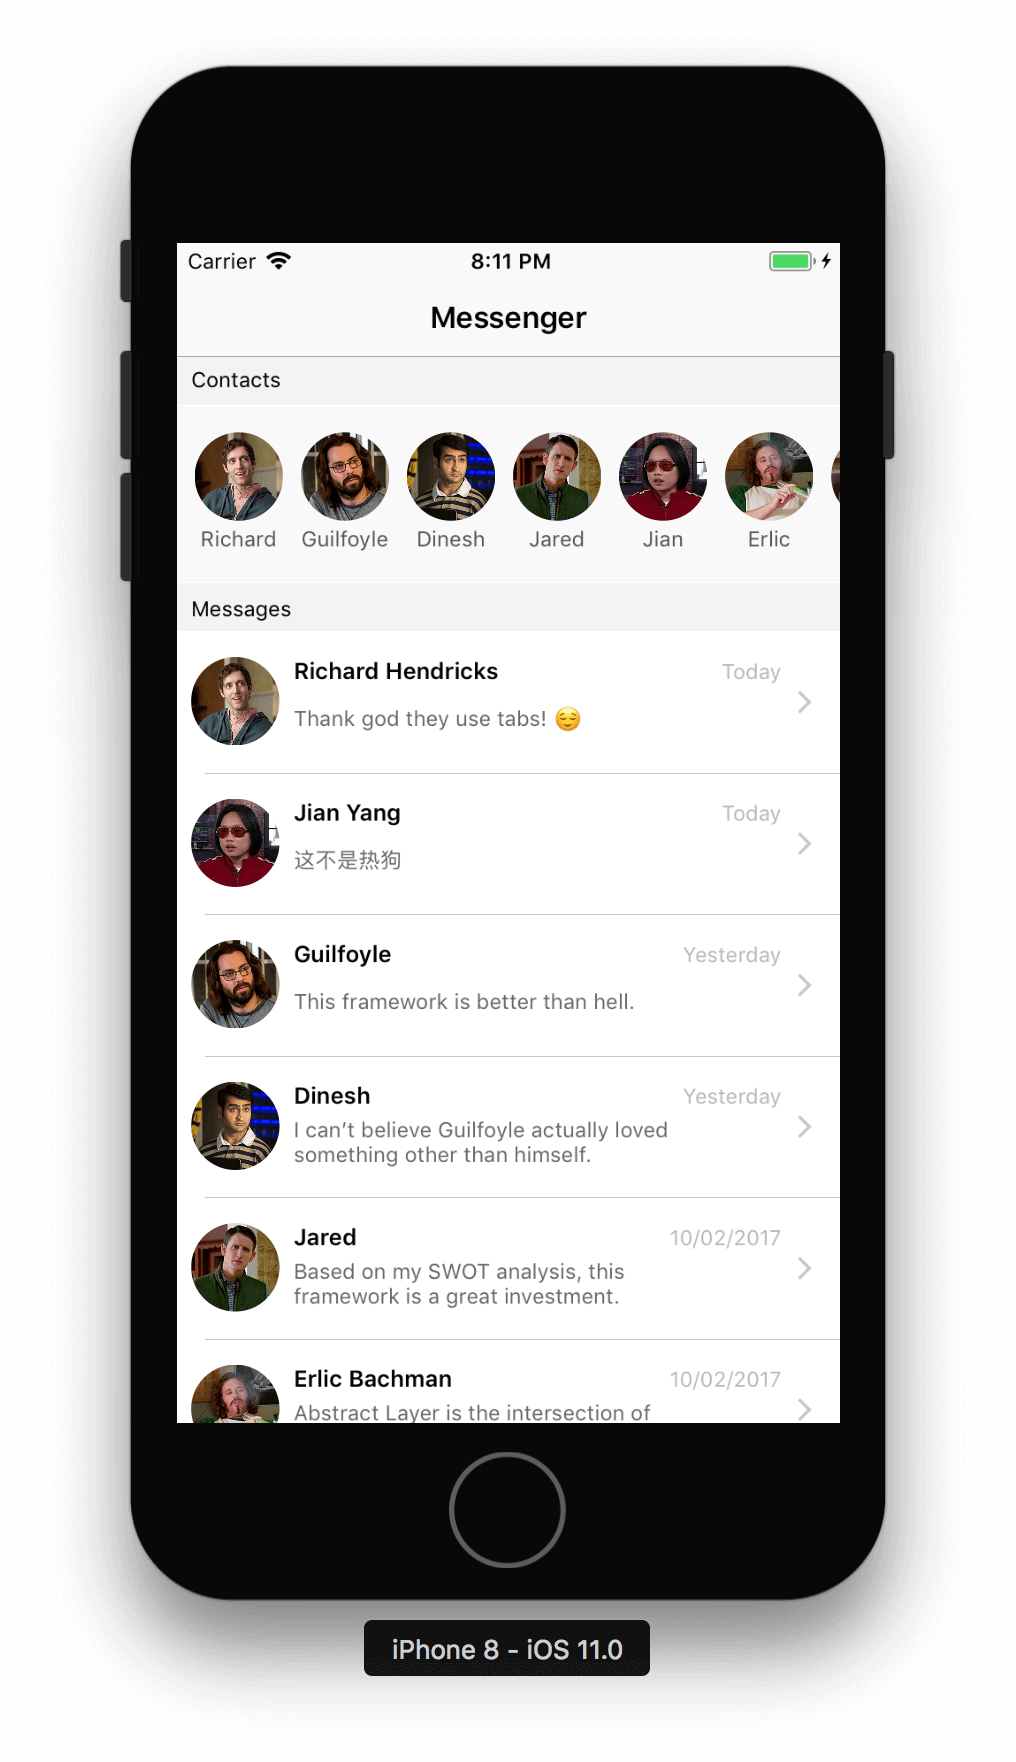 Carrier 8:11 PM
Messenger
Contacts
Richard Guilfoyle Dinesh Jared Jian Erlic
Messages
Richard Hendricks Today
Thank god they use tabs! 😌
Jian Yang Today
这不是热狗
Guilfoyle Yesterday
This framework is better than hell.
Dinesh Yesterday
I can’t believe Guilfoyle actually loved
something other than himself.
Jared 10/02/2017
Based on my SWOT analysis, this
framework is a great investment.
Erlic Bachman 10/02/2017
Abstract Layer is the intersection of
iPhone 8 - iOS 11.0